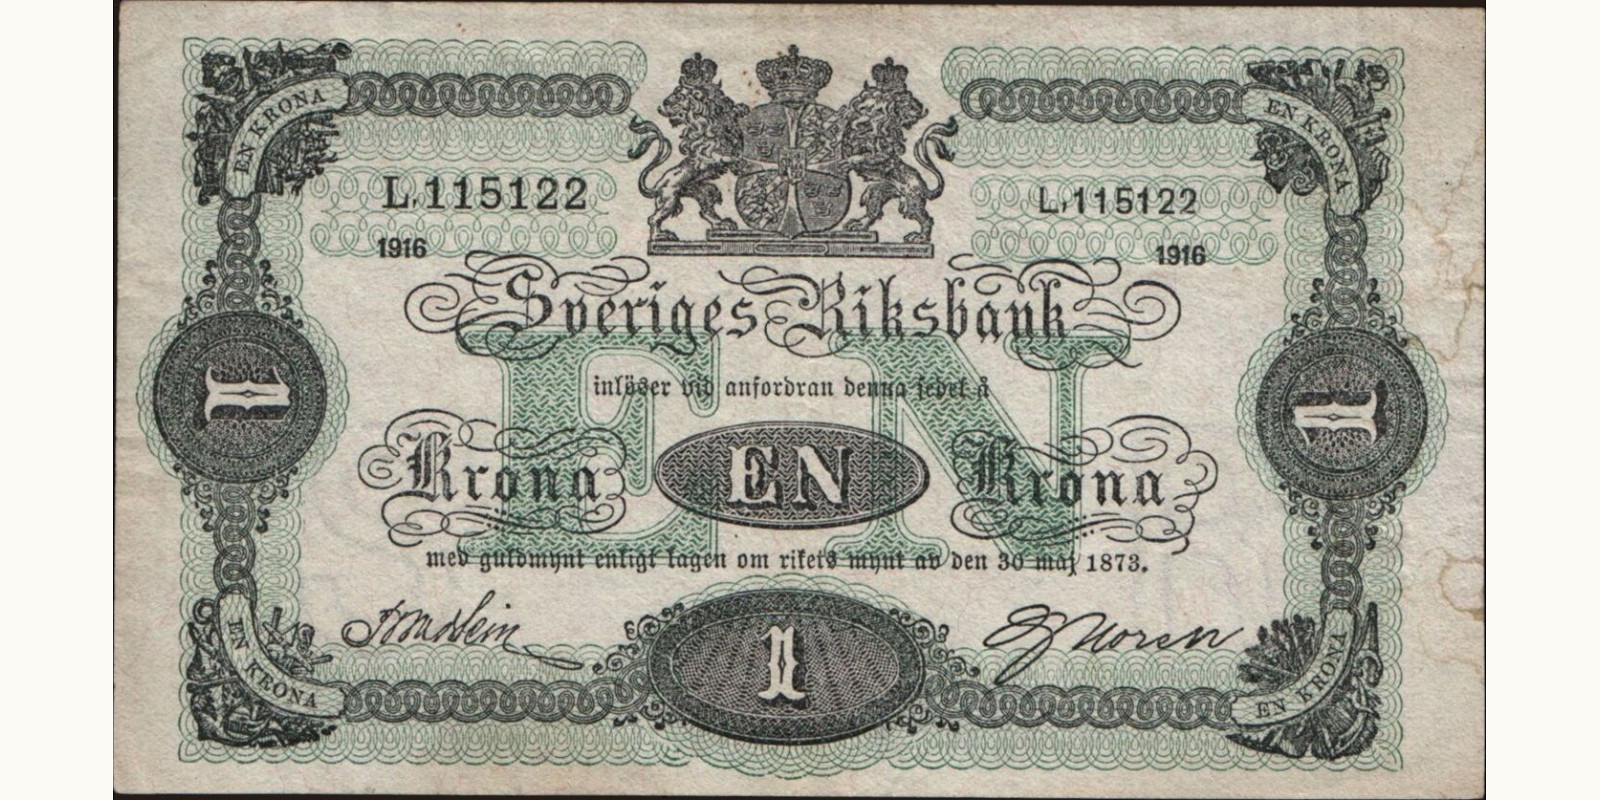 EN KRONA
EN KRONA
L.115122
L.115122
1916
1916
Sveriges Riksbank
inlöser vid anfordran denna sedel å
EN
Krona EN Krona
1
1
med guldmynt enligt lagen om rikets mynt av den 30 maj 1873.
1
EN KRONA
EN KRONA